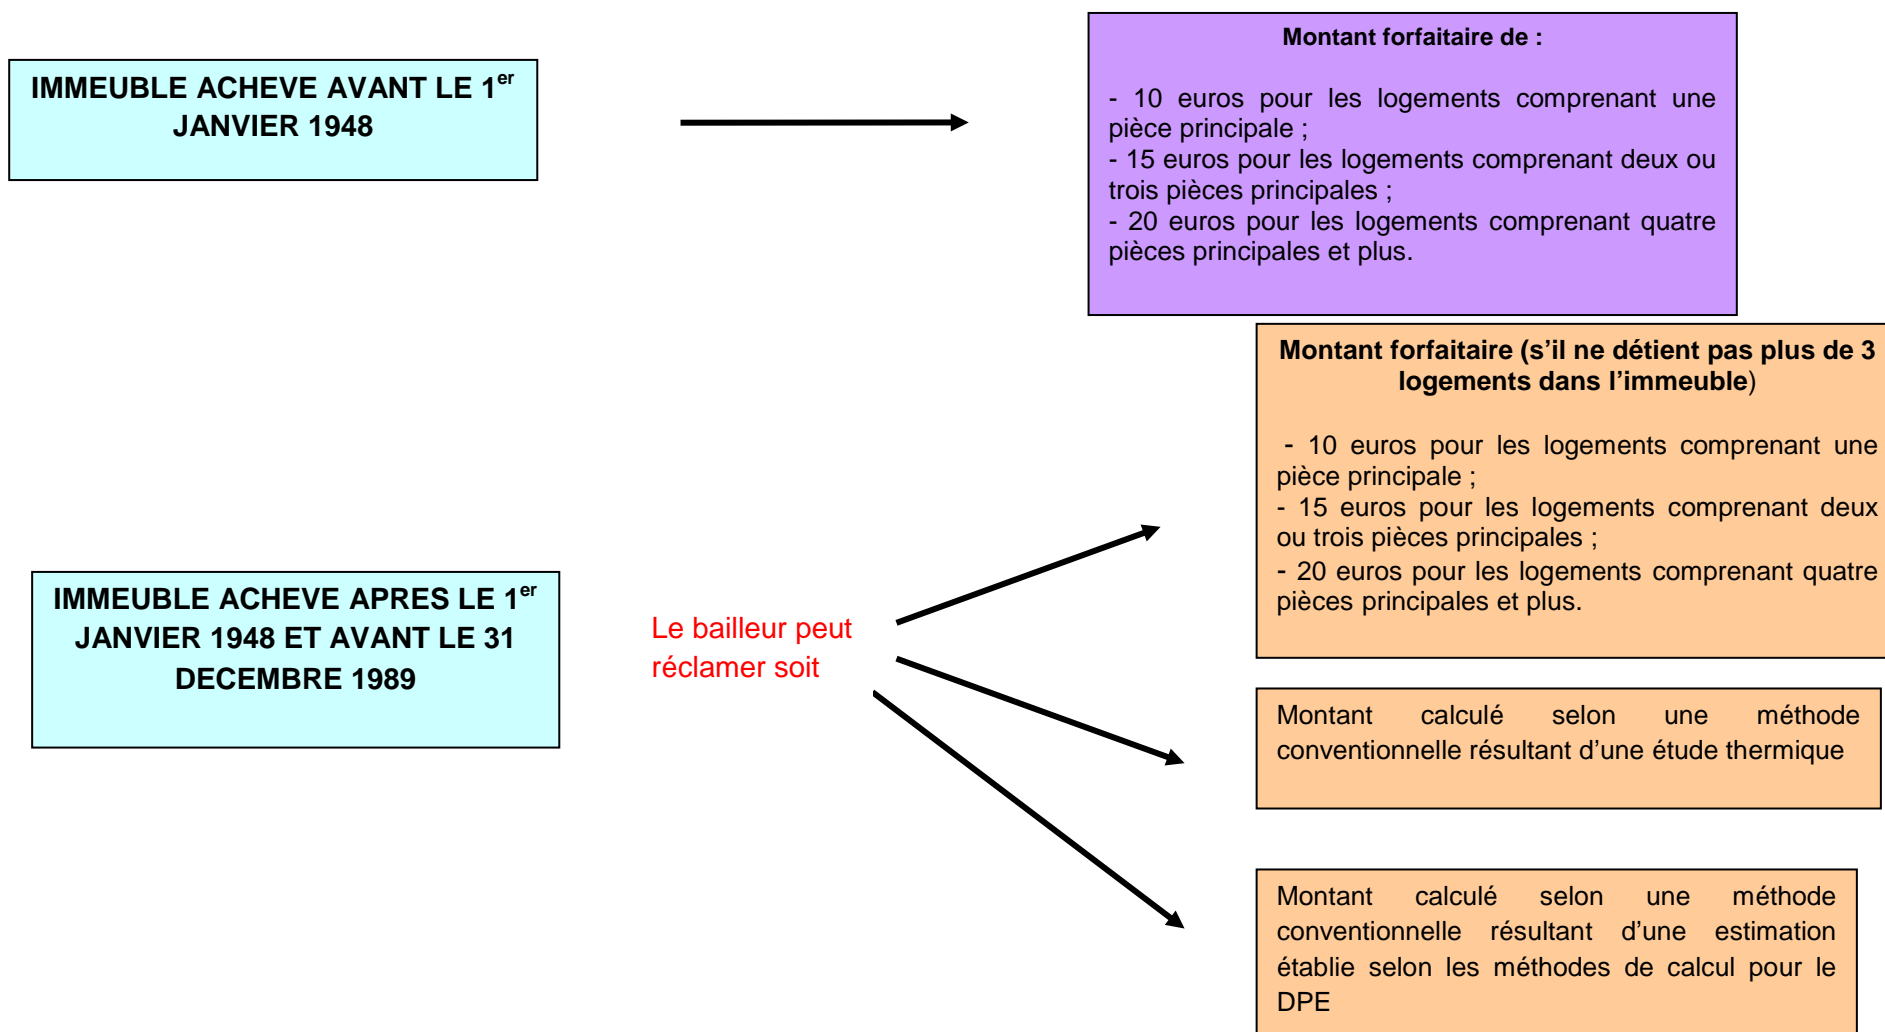 IMMEUBLE ACHEVE AVANT LE 1er
JANVIER 1948
Montant forfaitaire de :
- 10 euros pour les logements comprenant une
pièce principale ;
- 15 euros pour les logements comprenant deux ou
trois pièces principales ;
- 20 euros pour les logements comprenant quatre
pièces principales et plus.
IMMEUBLE ACHEVE APRES LE 1er
JANVIER 1948 ET AVANT LE 31
DECEMBRE 1989
Le bailleur peut
réclamer soit
Montant forfaitaire (s’il ne détient pas plus de 3
logements dans l’immeuble)
- 10 euros pour les logements comprenant une
pièce principale ;
- 15 euros pour les logements comprenant deux
ou trois pièces principales ;
- 20 euros pour les logements comprenant quatre
pièces principales et plus.
Montant calculé selon une méthode
conventionnelle résultant d’une étude thermique
Montant calculé selon une méthode
conventionnelle résultant d’une estimation
établie selon les méthodes de calcul pour le
DPE